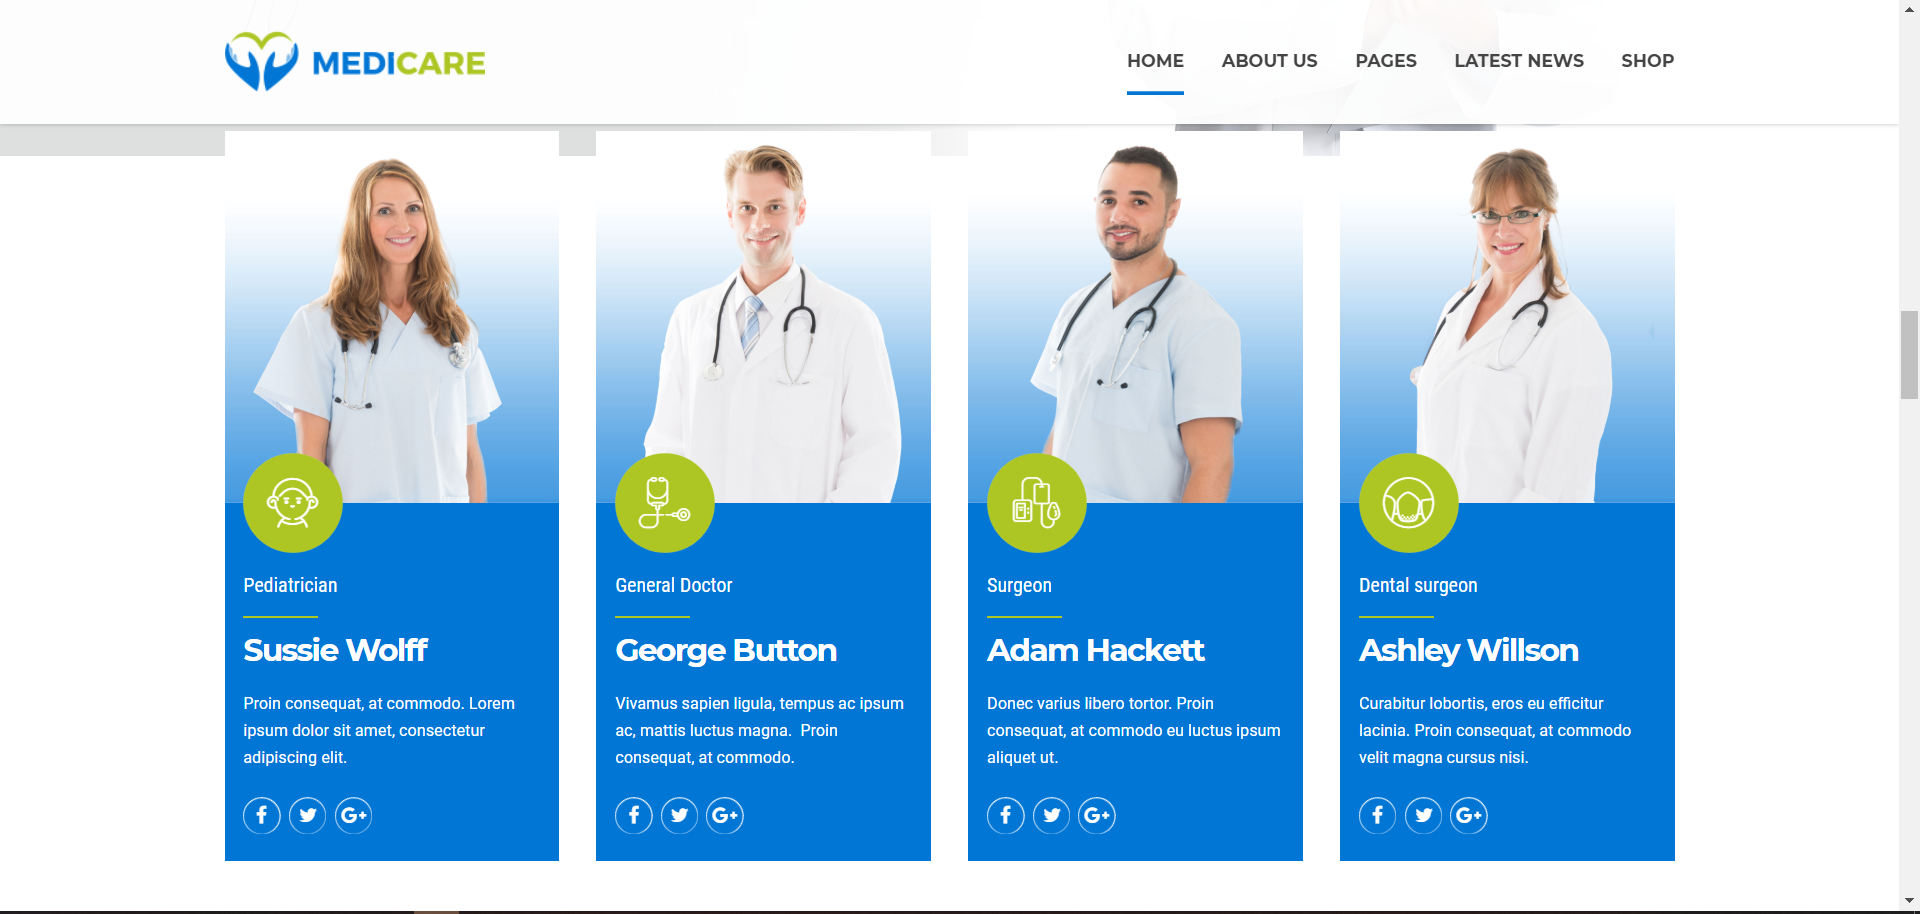 MEDICARE
HOME ABOUT US PAGES LATEST NEWS SHOP
Pediatrician
Sussie Wolff
Proin consequat, at commodo. Lorem
ipsum dolor sit amet, consectetur
adipiscing elit.
f G+
General Doctor
George Button
Vivamus sapien ligula, tempus ac ipsum
ac, mattis luctus magna.  Proin
consequat, at commodo.
f G+
Surgeon
Adam Hackett
Donec varius libero tortor. Proin
consequat, at commodo eu luctus ipsum
aliquet ut.
f G+
Dental surgeon
Ashley Willson
Curabitur lobortis, eros eu efficitur
lacinia. Proin consequat, at commodo
velit magna cursus nisi.
f G+